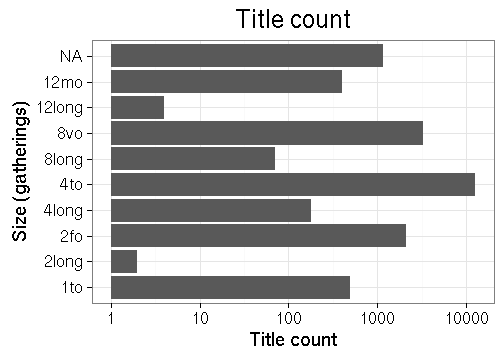 Title count
Size (gatherings)
NA
12mo
12long
8vo
8long
4to
4long
2fo
2long
1to
1 10 100 1000 10000
Title count